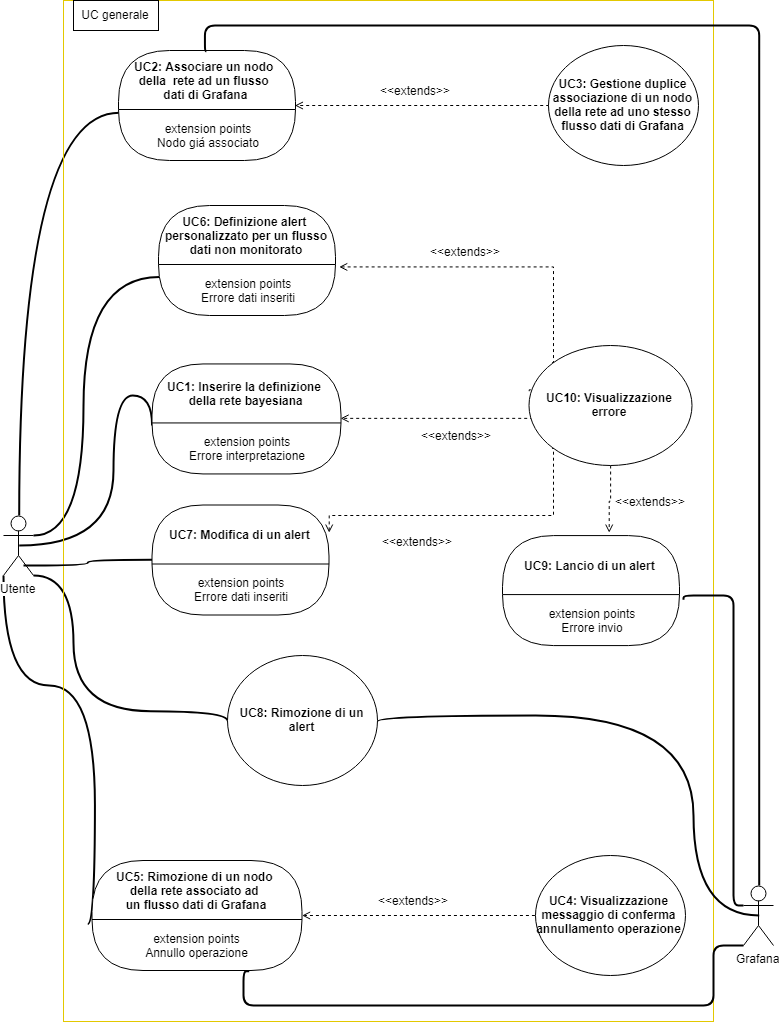 UC generale
UC2: Associare un nodo
della rete ad un flusso
dati di Grafana
extension points
Nodo giá associato
<<extends>>
UC3: Gestione duplice
associazione di un nodo
della rete ad uno stesso
flusso dati di Grafana
UC6: Definizione alert
personalizzato per un flusso
dati non monitorato
extension points
Errore dati inseriti
<<extends>>
UC1: Inserire la definizione
della rete bayesiana
extension points
Errore interpretazione
<<extends>>
UC10: Visualizzazione
errore
<<extends>>
UC7: Modifica di un alert
extension points
Errore dati inseriti
<<extends>>
UC9: Lancio di un alert
extension points
Errore invio
Utente
UC8: Rimozione di un
alert
UC5: Rimozione di un nodo
della rete associato ad
un flusso dati di Grafana
extension points
Annullo operazione
<<extends>>
UC4: Visualizzazione
messaggio di conferma
annullamento operazione
Grafana